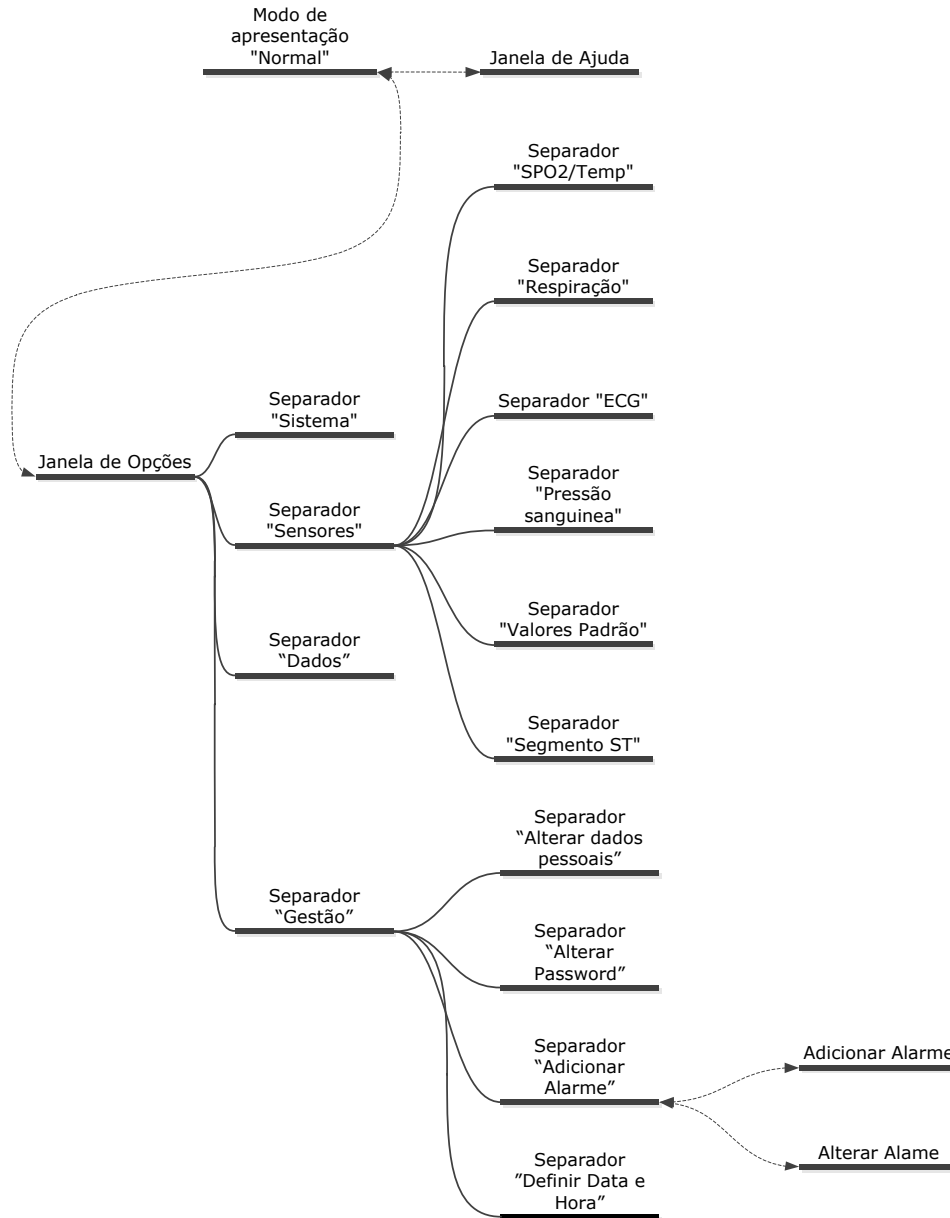 Modo de
apresentação
"Normal"
Janela de Ajuda
Separador
"SPO2/Temp"
Separador
"Respiração"
Separador "ECG"
Separador
"Sistema"
Janela de Opções
Separador
"Pressão
sanguinea"
Separador
"Sensores"
Separador
"Valores Padrão"
Separador
“Dados”
Separador
"Segmento ST"
Separador
“Alterar dados
pessoais”
Separador
“Gestão”
Separador
“Alterar
Password”
Separador
“Adicionar
Alarme”
Adicionar Alarme
Alterar Alame
Separador
”Definir Data e
Hora”